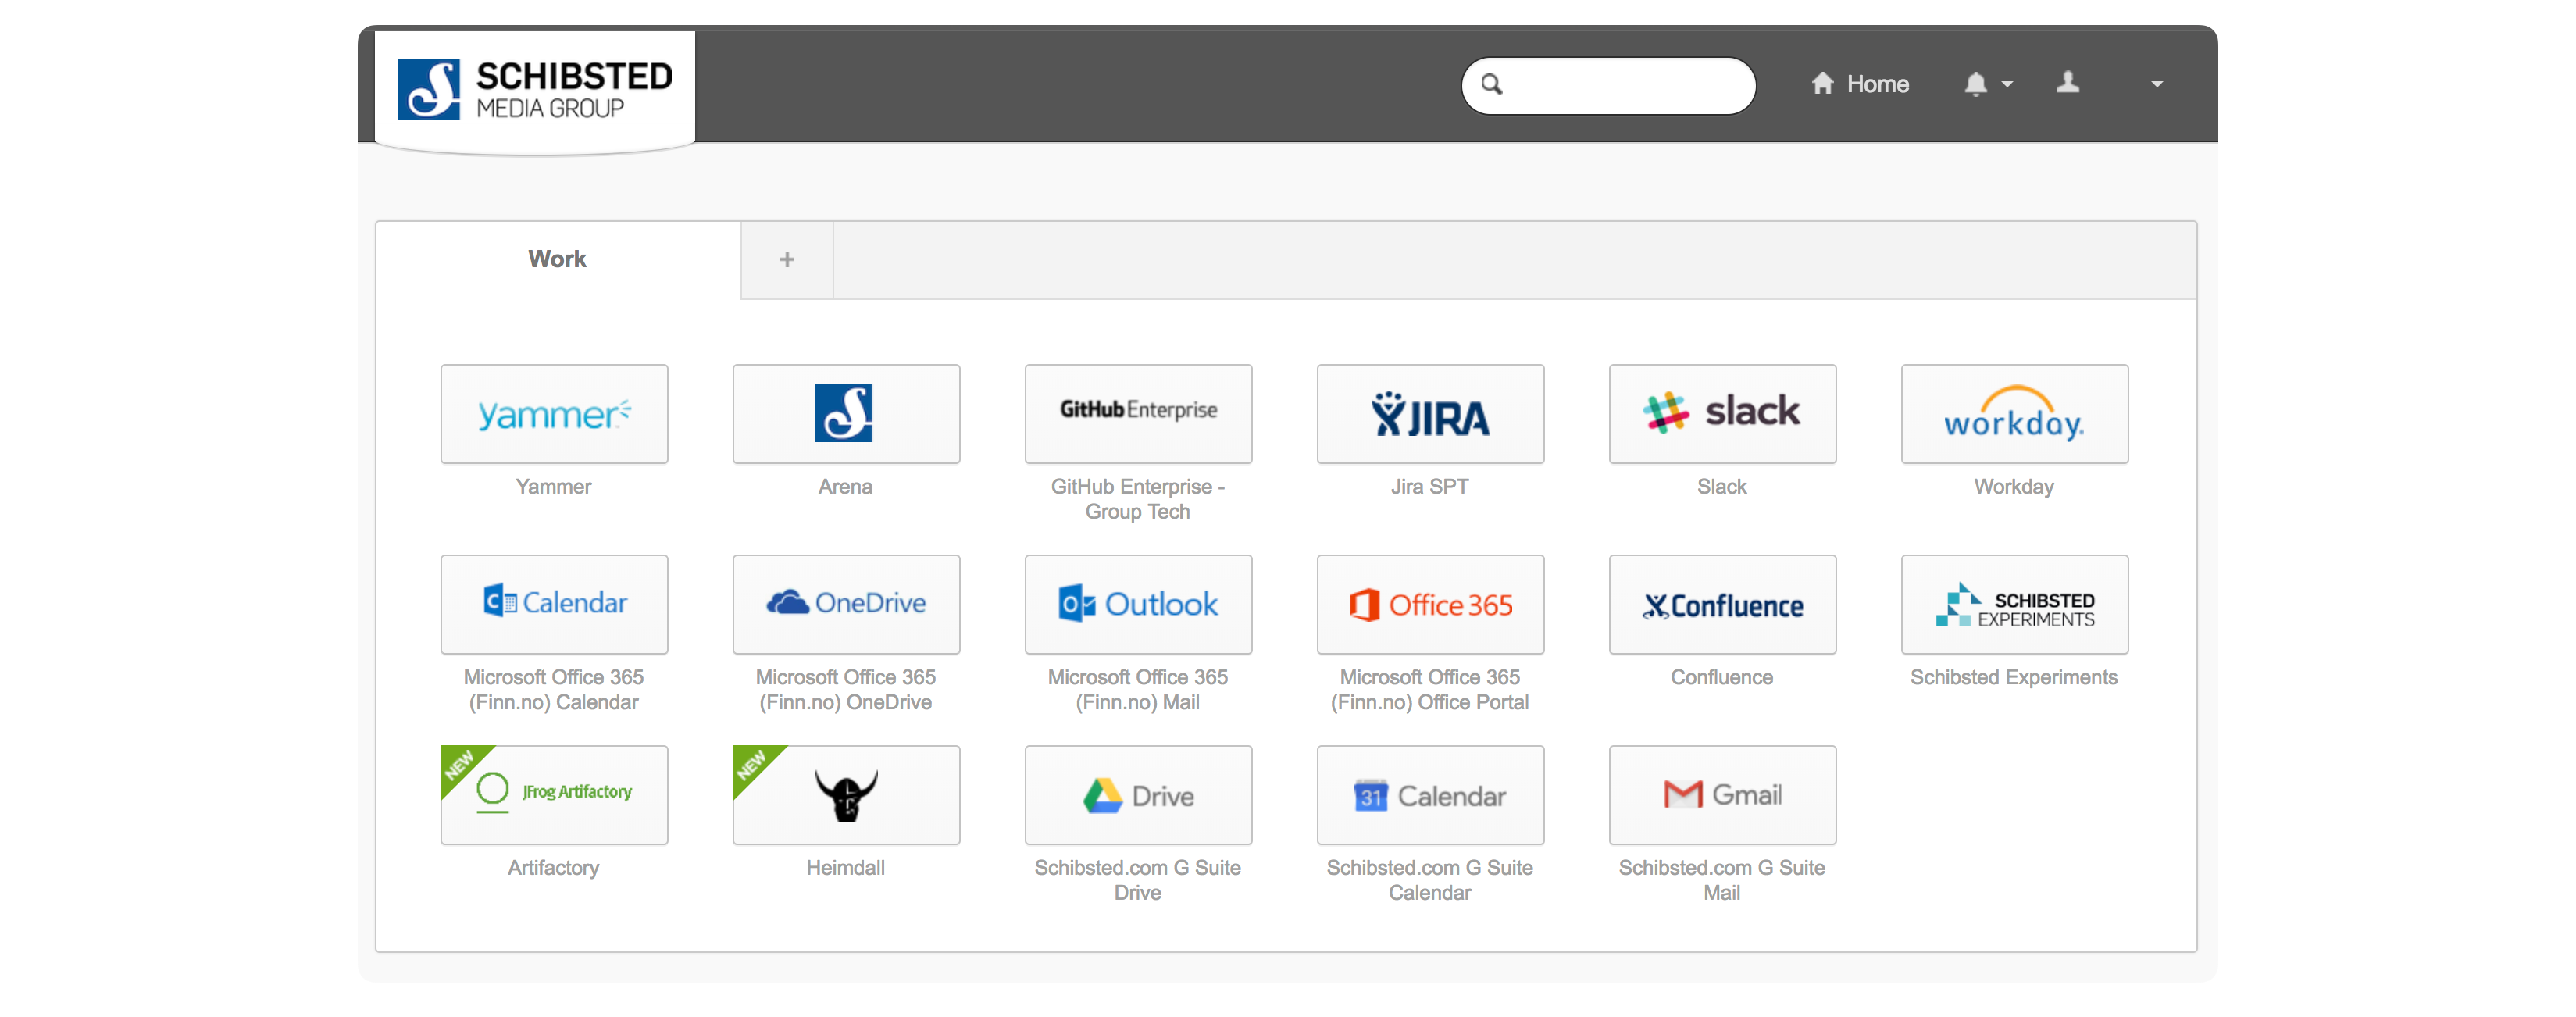 SCHIBSTED
MEDIA GROUP
Home
Work
+
yammer
GitHub Enterprise
JIRA
slack
workday.
Yammer
Arena
GitHub Enterprise -
Group Tech
Jira SPT
Slack
Workday
Calendar
OneDrive
Outlook
Office 365
Confluence
SCHIBSTED
EXPERIMENTS
Microsoft Office 365
(Finn.no) Calendar
Microsoft Office 365
(Finn.no) OneDrive
Microsoft Office 365
(Finn.no) Mail
Microsoft Office 365
(Finn.no) Office Portal
Confluence
Schibsted Experiments
NEW
JFrog Artifactory
NEW
Drive
31 Calendar
Gmail
Artifactory
Heimdall
Schibsted.com G Suite
Drive
Schibsted.com G Suite
Calendar
Schibsted.com G Suite
Mail